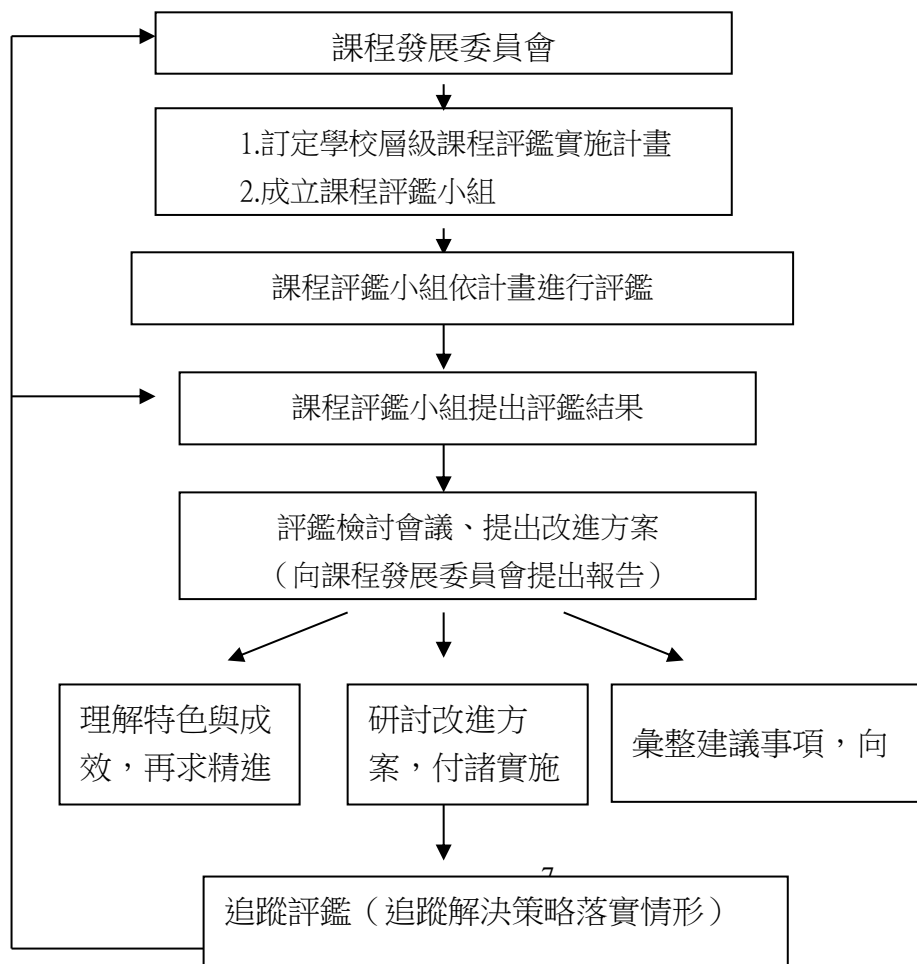 課程發展委員會
1.訂定學校層級課程評鑑實施計畫
2.成立課程評鑑小組
課程評鑑小組依計畫進行評鑑
課程評鑑小組提出評鑑結果
評鑑檢討會議、提出改進方案
（向課程發展委員會提出報告）
理解特色與成
效，再求精進
研討改進方
案，付諸實施
彙整建議事項，向
7
追蹤評鑑（追蹤解決策略落實情形）